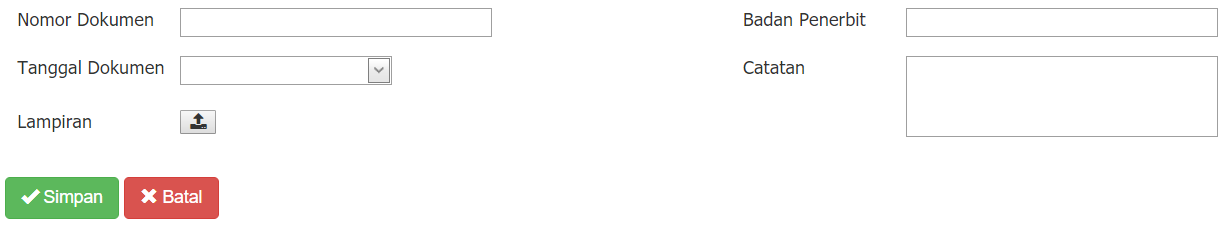 Nomor Dokumen
Badan Penerbit
Tanggal Dokumen
Catatan
Lampiran
Simpan
Batal